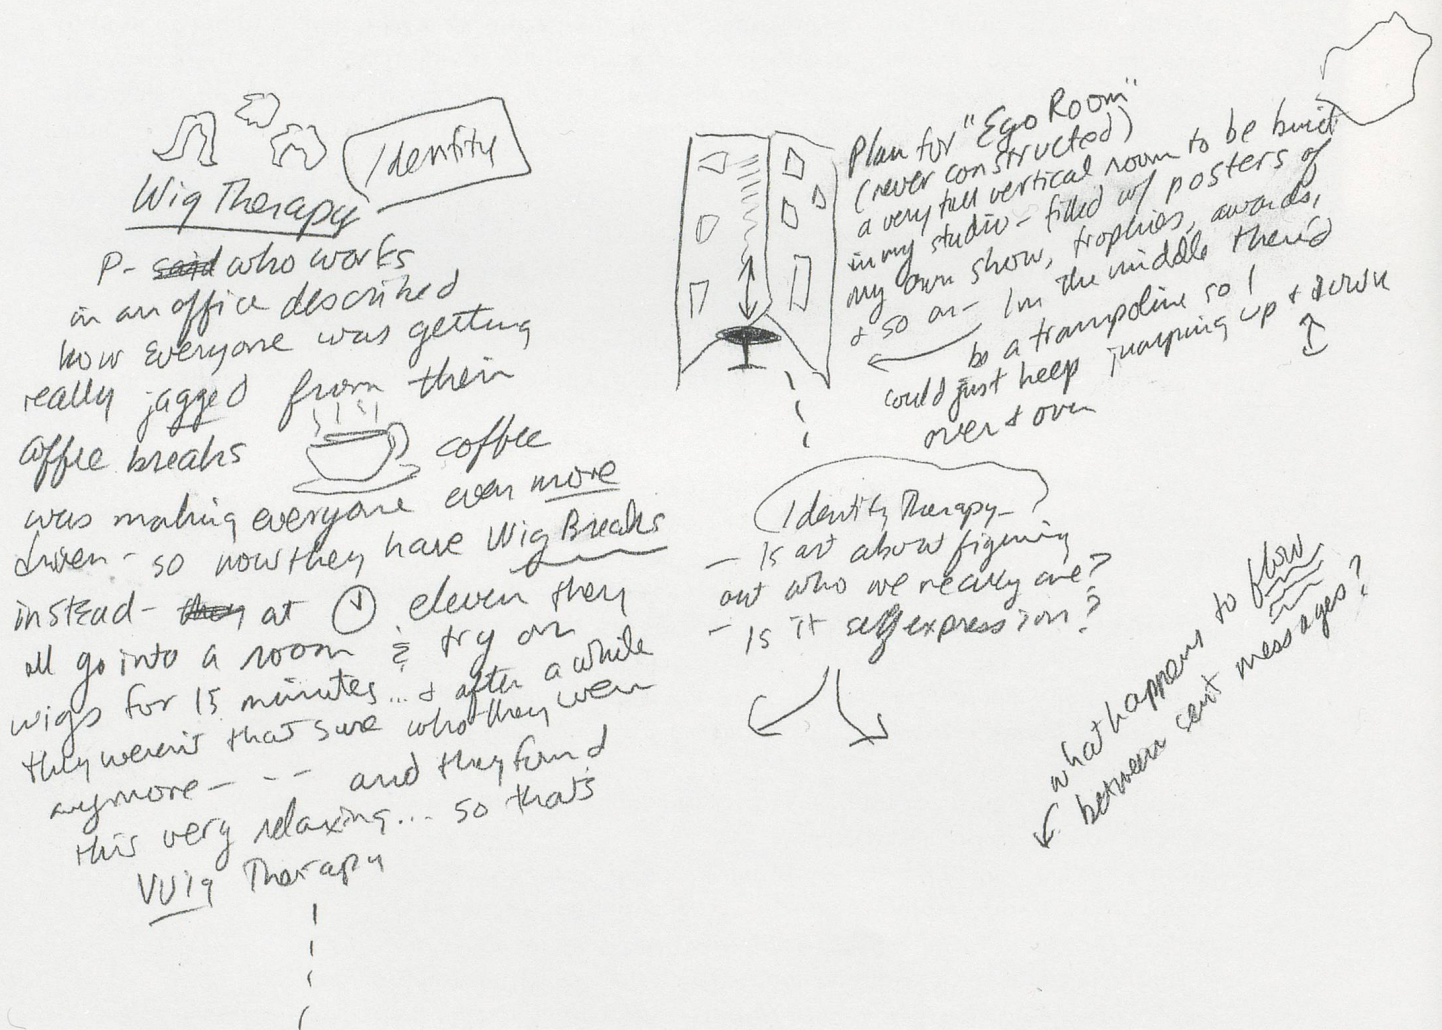 Identity
Wig Therapy
P- said who works
in an office described
how everyone was getting
really jagged from their
coffee breaks coffee
was making everyone even more
driven - so now they have Wig Breaks
instead - they at eleven they
all go into a room & try on
wigs for 15 minutes... & after a while
they weren't that sure who they were
anymore - - - and they found
this very relaxing... so that's
Wig Therapy
Plan for "Ego Room"
(never constructed)
a very tall vertical room to be built
in my studio - filled w/ posters of
my own show, trophies, awards,
& so on - In the middle there'd
be a trampoline so I
could just keep jumping up & down
over & over
Identity Therapy -
- Is art about figuring
out who we really are?
- Is it self expression?
what happens to flow
between sent messages?